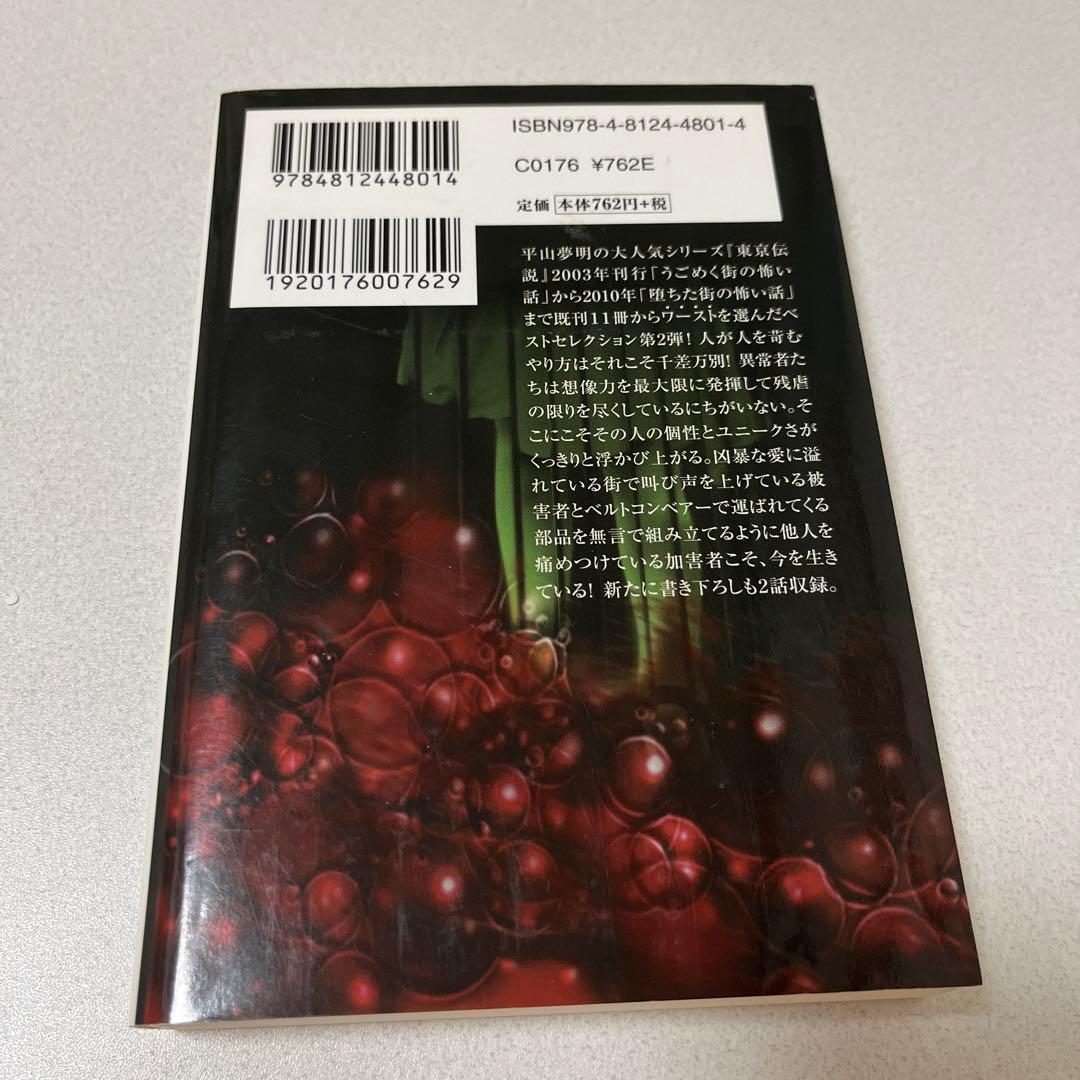 ISBN978-4-8124-4801-4
9784812448014
C0176 ¥762E
定価 本体762円+税
1920176007629
平山夢明の大人気シリーズ『東京伝
説』2003年刊行「うごめく街の怖い
話」から2010年「堕ちた街の怖い話」
まで既刊11冊からワーストを選んだベ
ストセレクション第2弾! 人が人を苛む
やり方はそれこそ千差万別! 異常者た
ちは想像力を最大限に発揮して残虐
の限りを尽くしているにちがいない。そ
こにこそその人の個性とユニークさが
くっきりと浮かび上がる。凶暴な愛に溢
れている街で叫び声を上げている被
害者とベルトコンベアーで運ばれてくる
部品を無言で組み立てるように他人を
痛めつけている加害者こそ、今を生き
ている! 新たに書き下ろしも2話収録。